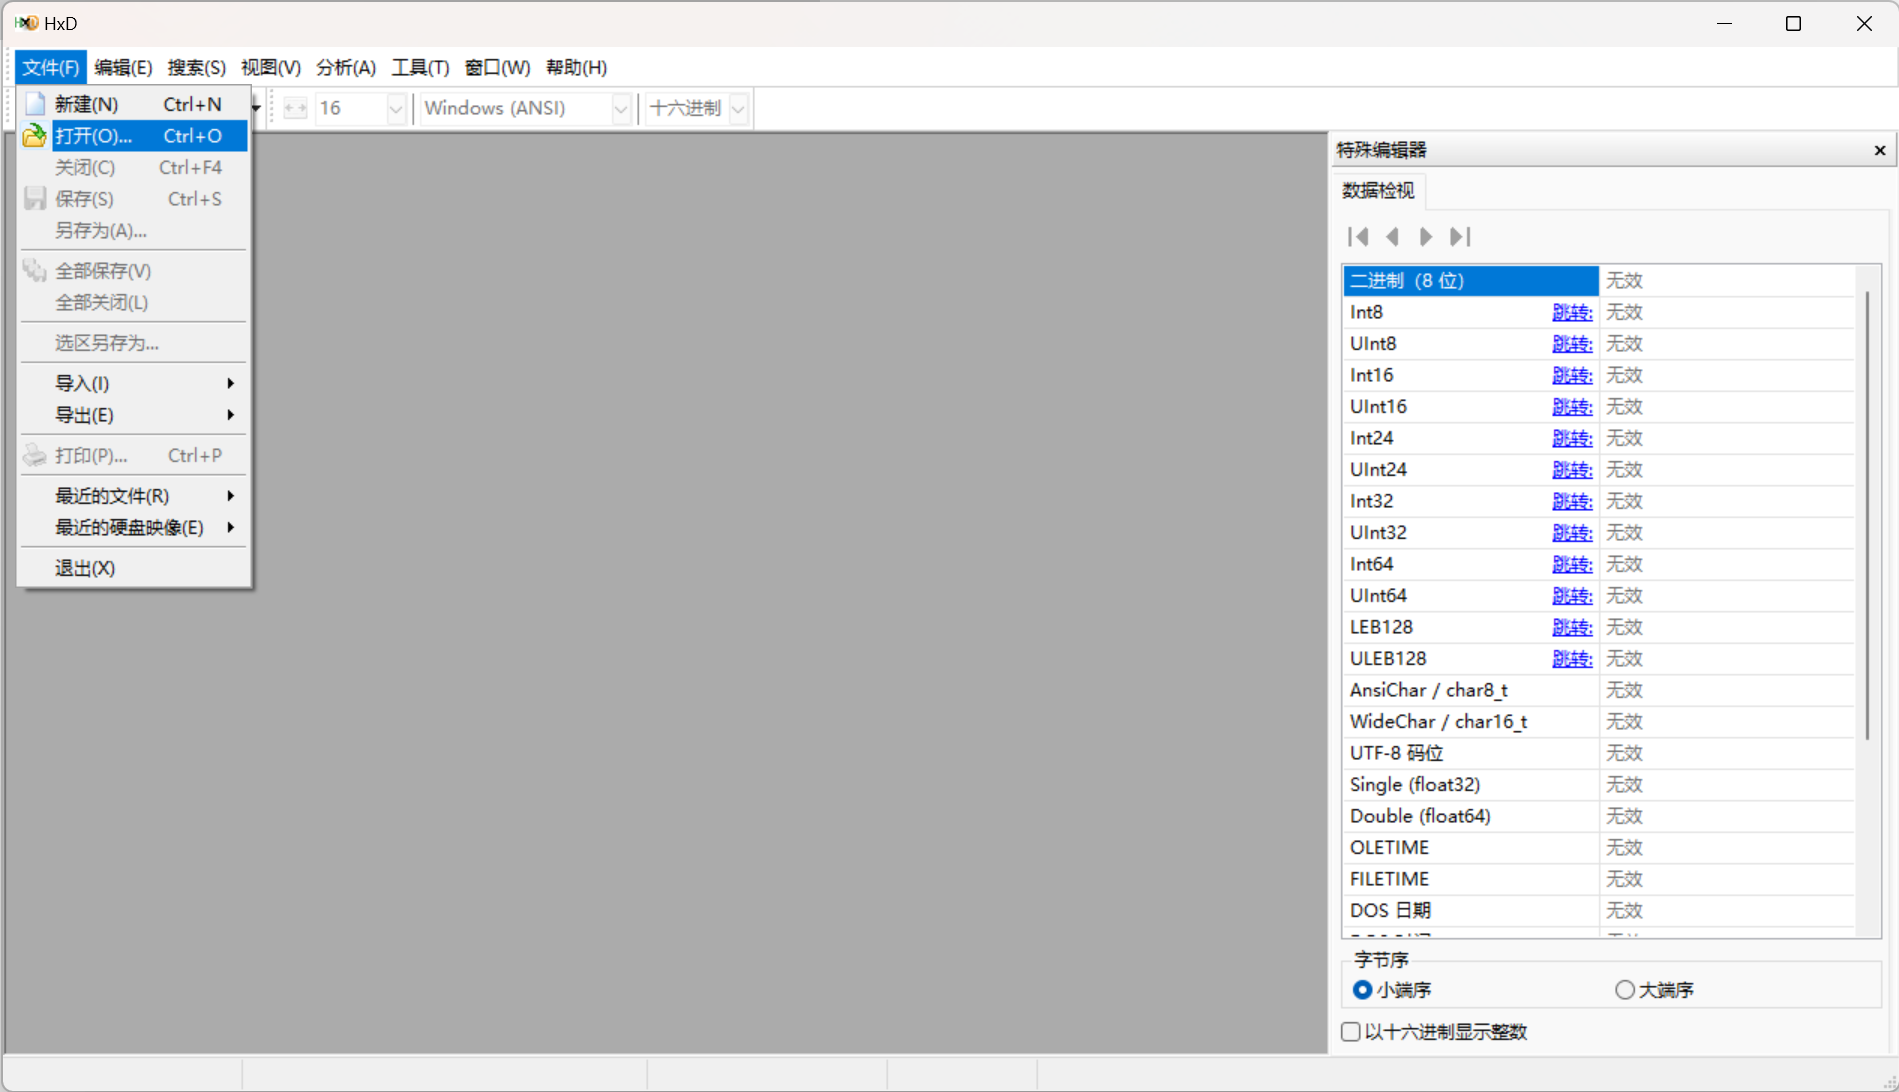 HxD
文件(F) 编辑(E) 搜索(S) 视图(V) 分析(A) 工具(T) 窗口(W) 帮助(H)
16 Windows (ANSI) 十六进制
新建(N) Ctrl+N
打开(O)... Ctrl+O
关闭(C) Ctrl+F4
保存(S) Ctrl+S
另存为(A)...
全部保存(V)
全部关闭(L)
选区另存为...
导入(I)
导出(E)
打印(P)... Ctrl+P
最近的文件(R)
最近的硬盘映像(E)
退出(X)
特殊编辑器
数据检视
二进制 (8 位) 无效
Int8 跳转: 无效
UInt8 跳转: 无效
Int16 跳转: 无效
UInt16 跳转: 无效
Int24 跳转: 无效
UInt24 跳转: 无效
Int32 跳转: 无效
UInt32 跳转: 无效
Int64 跳转: 无效
UInt64 跳转: 无效
LEB128 跳转: 无效
ULEB128 跳转: 无效
AnsiChar / char8_t 无效
WideChar / char16_t 无效
UTF-8 码位 无效
Single (float32) 无效
Double (float64) 无效
OLETIME 无效
FILETIME 无效
DOS 日期 无效
字节序
小端序 大端序
以十六进制显示整数